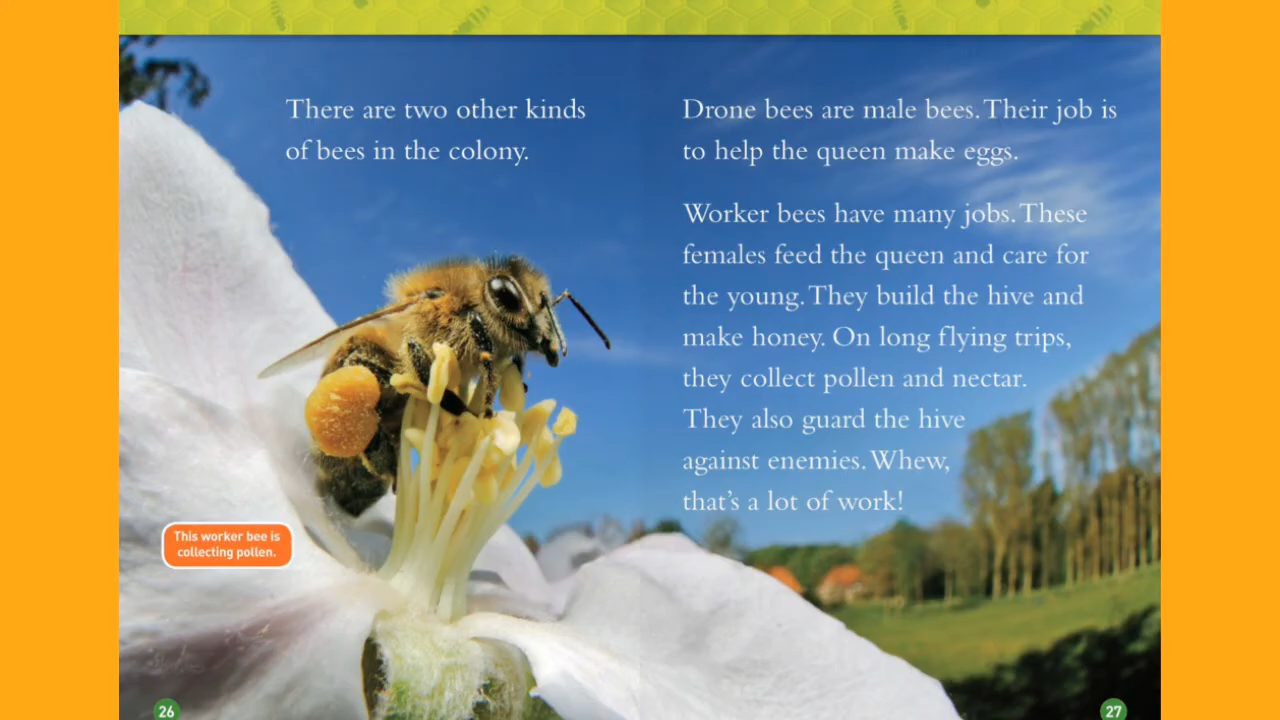 There are two other kinds
of bees in the colony.
Drone bees are male bees. Their job is
to help the queen make eggs.
Worker bees have many jobs. These
females feed the queen and care for
the young. They build the hive and
make honey. On long flying trips,
they collect pollen and nectar.
They also guard the hive
against enemies. Whew,
that's a lot of work!
This worker bee is
collecting pollen.
26
27